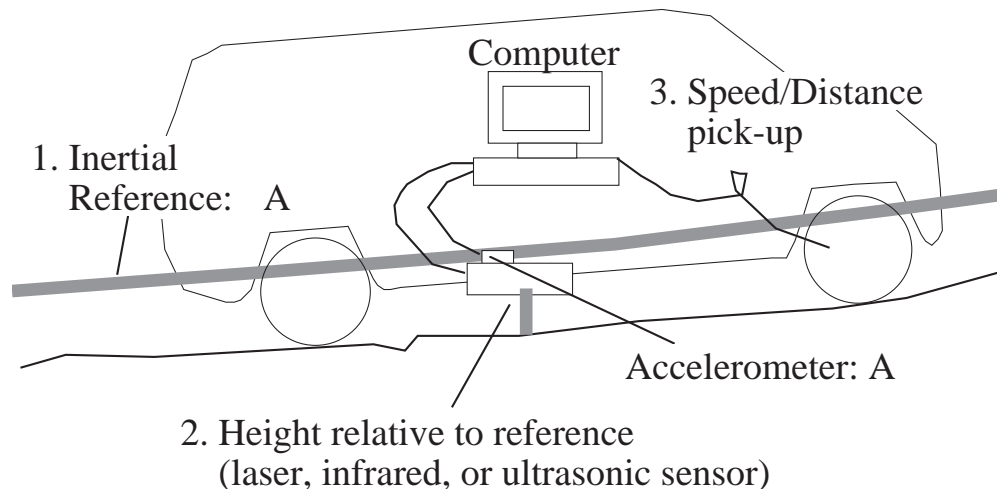 Computer
3. Speed/Distance
pick-up
1. Inertial
Reference: A
Accelerometer: A
2. Height relative to reference
(laser, infrared, or ultrasonic sensor)